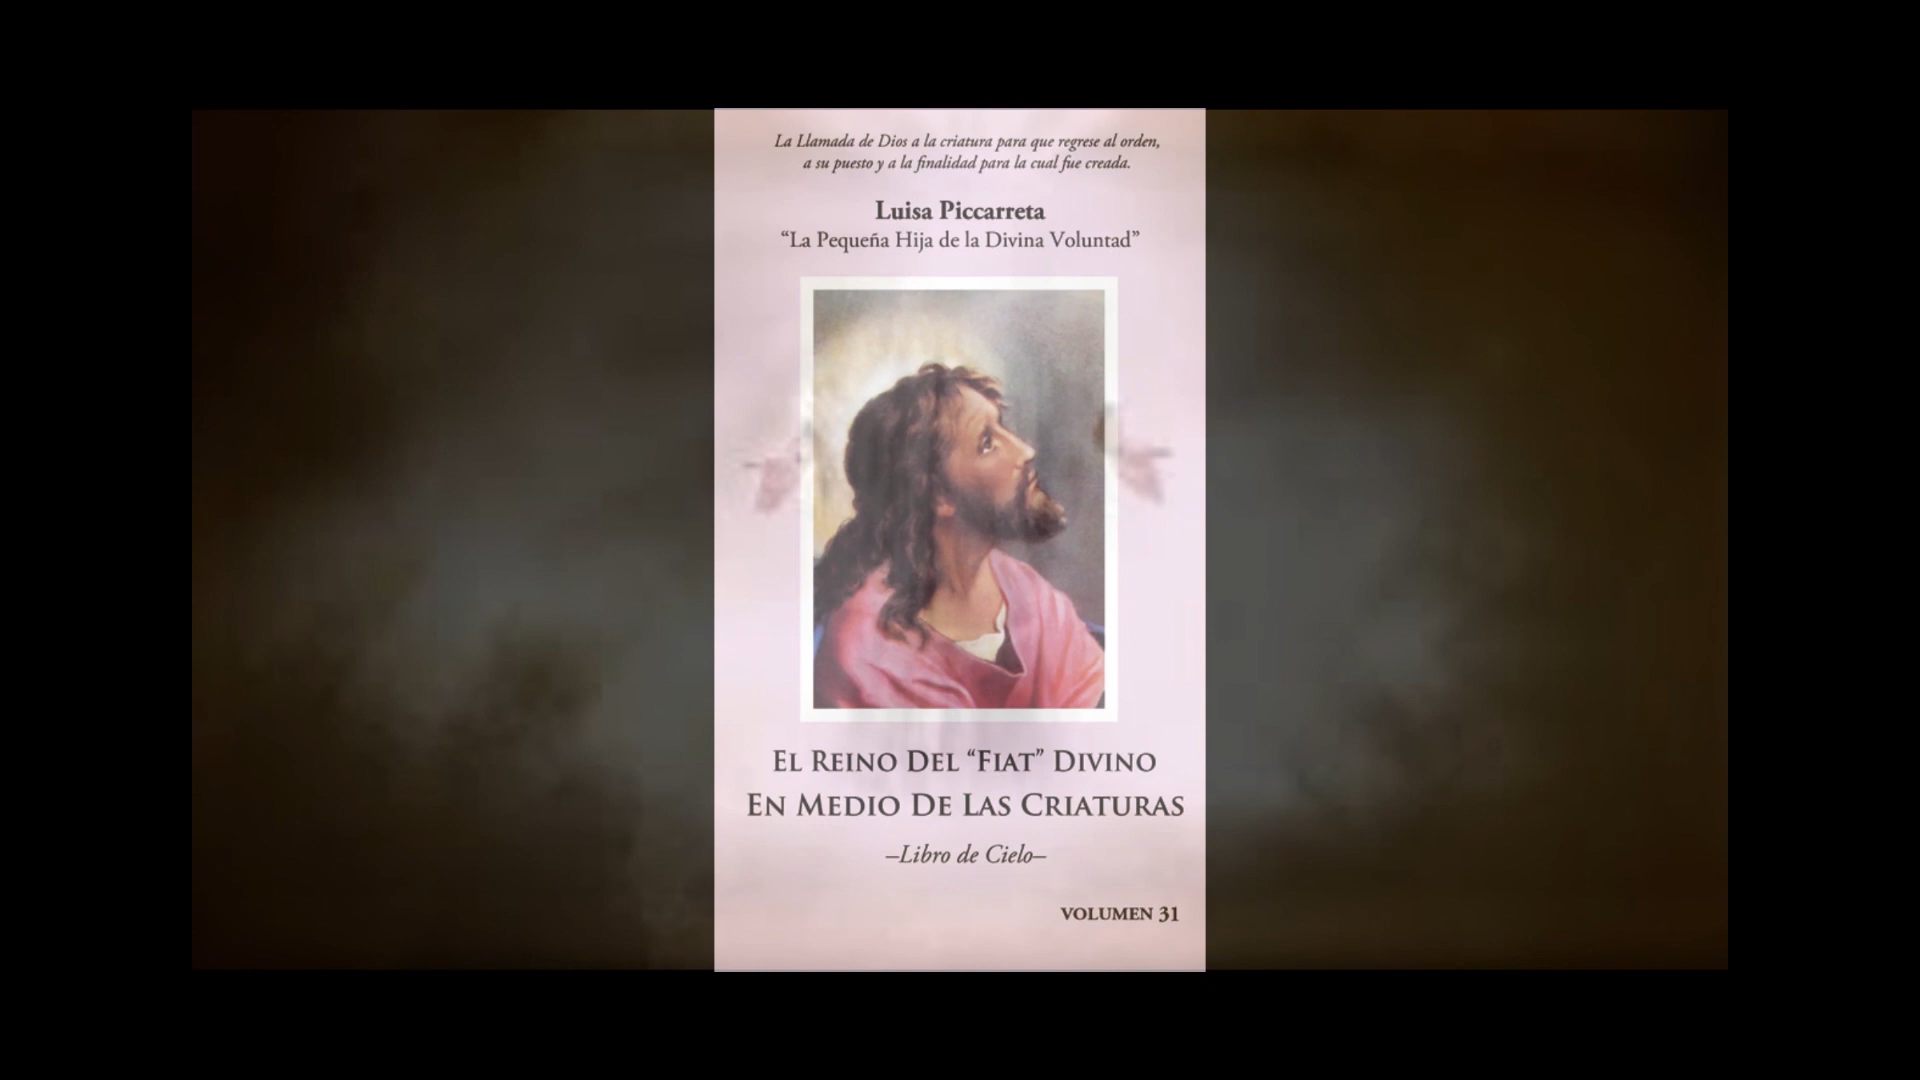 La Llamada de Dios a la criatura para que regrese al orden,
a su puesto y a la finalidad para la cual fue creada.
Luisa Piccarreta
“La Pequeña Hija de la Divina Voluntad”
El Reino Del “Fiat” Divino
En Medio De Las Criaturas
–Libro de Cielo–
VOLUMEN 31